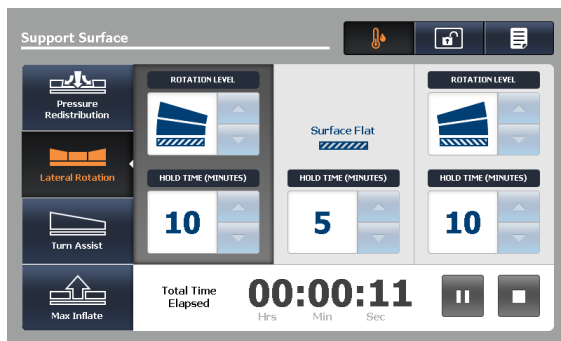 Support Surface
Pressure
Redistribution
Lateral Rotation
Turn Assist
Max Inflate
ROTATION LEVEL
HOLD TIME (MINUTES)
10
Surface Flat
HOLD TIME (MINUTES)
5
ROTATION LEVEL
HOLD TIME (MINUTES)
10
Total Time
Elapsed
00:00:11
Hrs Min Sec